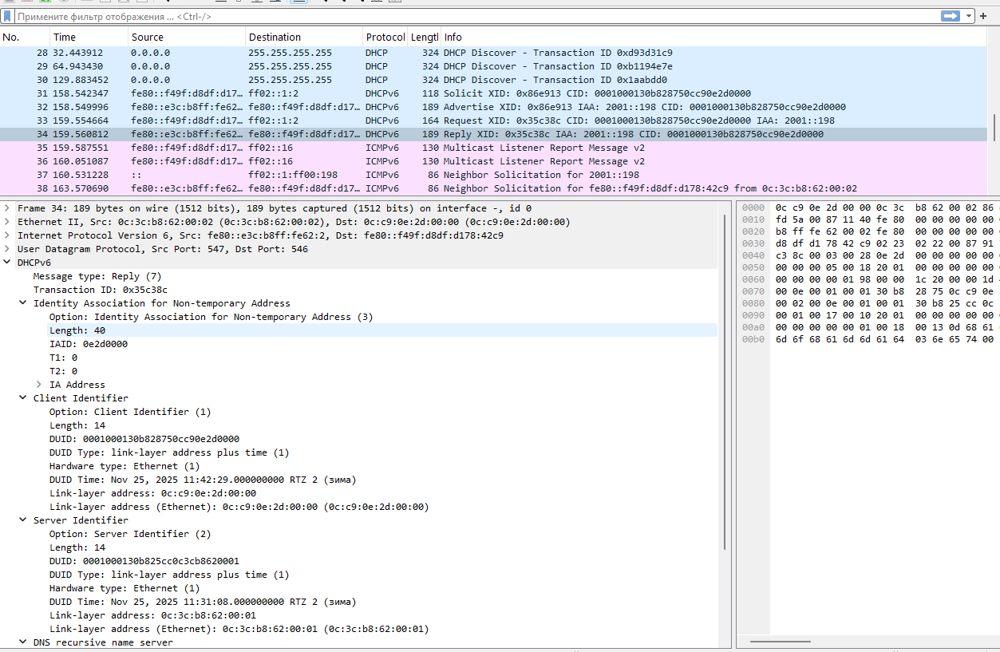 Примените фильтр отображения ... <Ctrl-/>
No. Time Source Destination Protocol Lengtl Info
28 32.443912 0.0.0.0 255.255.255.255 DHCP 324 DHCP Discover - Transaction ID 0xd93d31c9
29 64.943430 0.0.0.0 255.255.255.255 DHCP 324 DHCP Discover - Transaction ID 0xb1194e7e
30 129.883452 0.0.0.0 255.255.255.255 DHCP 324 DHCP Discover - Transaction ID 0x1aabdd0
31 158.542347 fe80::f49f:d8df:d17… ff02::1:2 DHCPv6 118 Solicit XID: 0x86e913 CID: 0001000130b828750cc90e2d0000
32 158.549996 fe80::e3c:b8ff:fe62… fe80::f49f:d8df:d17… DHCPv6 189 Advertise XID: 0x86e913 IAA: 2001::198 CID: 0001000130b828750cc90e2d0000
33 159.554664 fe80::f49f:d8df:d17… ff02::1:2 DHCPv6 164 Request XID: 0x35c38c CID: 0001000130b828750cc90e2d0000 IAA: 2001::198
34 159.560812 fe80::e3c:b8ff:fe62… fe80::f49f:d8df:d17… DHCPv6 189 Reply XID: 0x35c38c IAA: 2001::198 CID: 0001000130b828750cc90e2d0000
35 159.587551 fe80::f49f:d8df:d17… ff02::16 ICMPv6 130 Multicast Listener Report Message v2
36 160.051087 fe80::f49f:d8df:d17… ff02::16 ICMPv6 130 Multicast Listener Report Message v2
37 160.531228 :: ff02::1:ff00:198 ICMPv6 86 Neighbor Solicitation for 2001::198
38 163.570690 fe80::e3c:b8ff:fe62… fe80::f49f:d8df:d17… ICMPv6 86 Neighbor Solicitation for fe80::f49f:d8df:d178:42c9 from 0c:3c:b8:62:00:02
Frame 34: 189 bytes on wire (1512 bits), 189 bytes captured (1512 bits) on interface -, id 0
Ethernet II, Src: 0c:3c:b8:62:00:02 (0c:3c:b8:62:00:02), Dst: 0c:c9:0e:2d:00:00 (0c:c9:0e:2d:00:00)
Internet Protocol Version 6, Src: fe80::e3c:b8ff:fe62:2, Dst: fe80::f49f:d8df:d178:42c9
User Datagram Protocol, Src Port: 547, Dst Port: 546
DHCPv6
Message type: Reply (7)
Transaction ID: 0x35c38c
Identity Association for Non-temporary Address
Option: Identity Association for Non-temporary Address (3)
Length: 40
IAID: 0e2d0000
T1: 0
T2: 0
IA Address
Client Identifier
Option: Client Identifier (1)
Length: 14
DUID: 0001000130b828750cc90e2d0000
DUID Type: link-layer address plus time (1)
Hardware type: Ethernet (1)
DUID Time: Nov 25, 2025 11:42:29.000000000 RTZ 2 (зима)
Link-layer address: 0c:c9:0e:2d:00:00
Link-layer address (Ethernet): 0c:c9:0e:2d:00:00 (0c:c9:0e:2d:00:00)
Server Identifier
Option: Server Identifier (2)
Length: 14
DUID: 0001000130b825cc0c3cb8620001
DUID Type: link-layer address plus time (1)
Hardware type: Ethernet (1)
DUID Time: Nov 25, 2025 11:31:08.000000000 RTZ 2 (зима)
Link-layer address: 0c:3c:b8:62:00:01
Link-layer address (Ethernet): 0c:3c:b8:62:00:01 (0c:3c:b8:62:00:01)
DNS recursive name server
0000 0c c9 0e 2d 00 00 0c 3c b8 62 00 02 86
0010 fd 5a 00 87 11 40 fe 80 00 00 00 00 00
0020 b8 ff fe 62 00 02 fe 80 00 00 00 00 00
0030 d8 df d1 78 42 c9 02 23 02 22 00 87 91
0040 c3 8c 00 03 00 28 0e 2d 00 00 00 00 00
0050 00 00 00 05 00 18 20 01 00 00 00 00 00
0060 00 00 00 00 01 98 00 00 1c 20 00 00 1d
0070 00 0e 00 01 00 01 30 b8 28 75 0c c9 0e
0080 00 02 00 0e 00 01 00 01 30 b8 25 cc 0c
0090 00 01 00 17 00 10 20 01 00 00 00 00 00
00a0 00 00 00 00 00 01 00 18 00 13 0d 68 61
00b0 6d 6f 68 61 6d 6d 61 64 03 6e 65 74 00